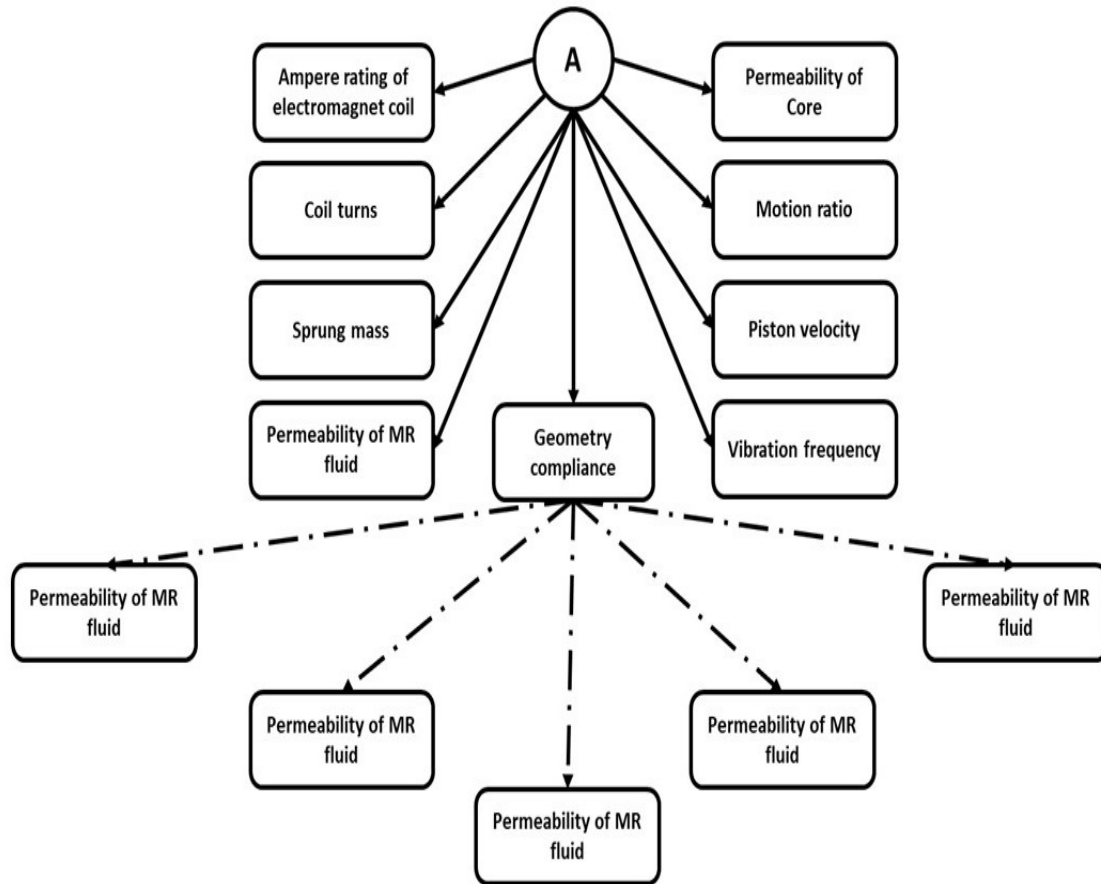 A
Ampere rating of
electromagnet coil
Permeability of
Core
Coil turns
Motion ratio
Sprung mass
Piston velocity
Permeability of MR
fluid
Geometry
compliance
Vibration frequency
Permeability of MR
fluid
Permeability of MR
fluid
Permeability of MR
fluid
Permeability of MR
fluid
Permeability of MR
fluid